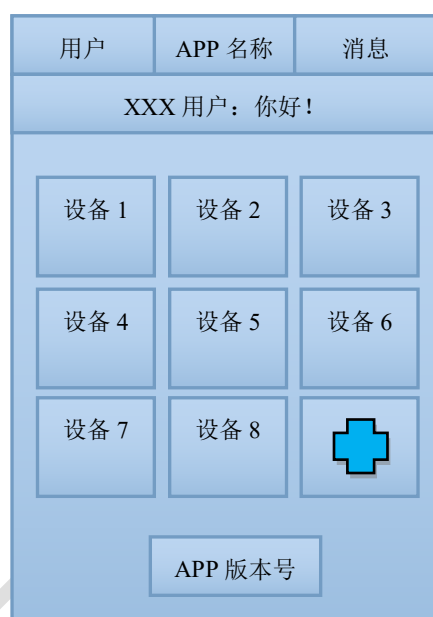 用户 APP 名称 消息
XXX 用户：你好！
设备 1 设备 2 设备 3
设备 4 设备 5 设备 6
设备 7 设备 8
APP 版本号